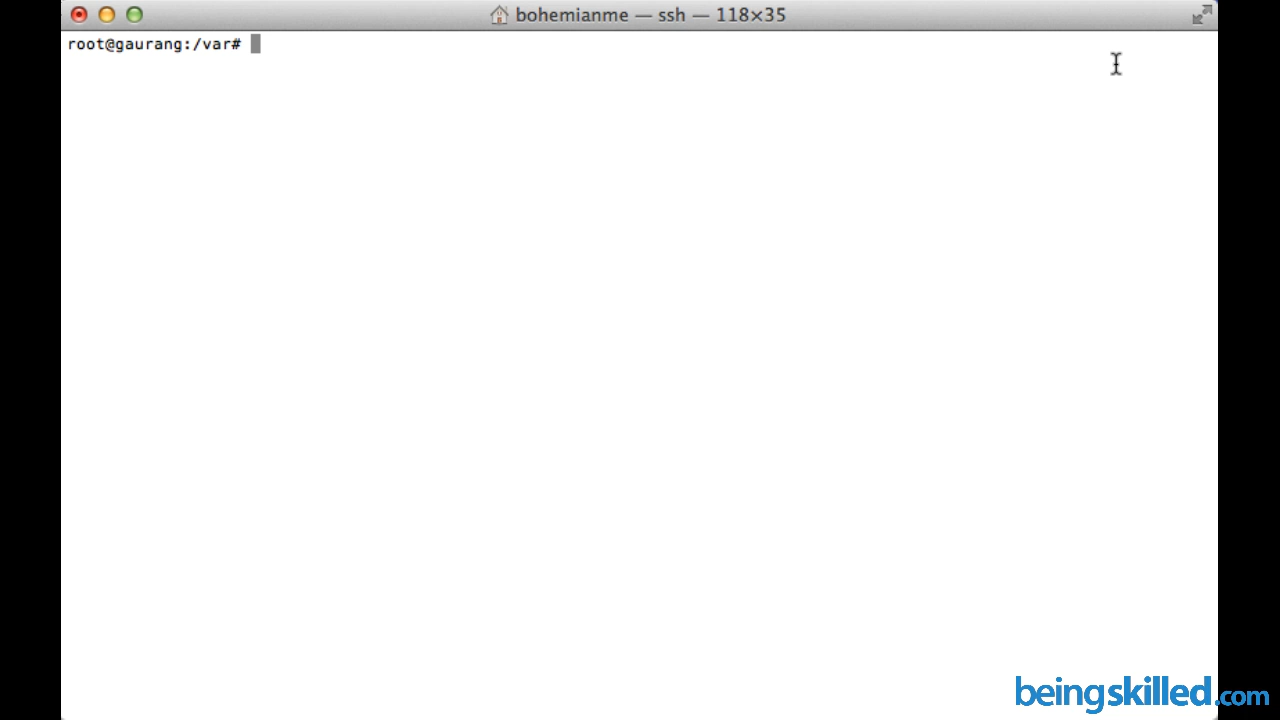 bohemianme — ssh — 118×35
root@gaurang:/var#
beingskilled.com